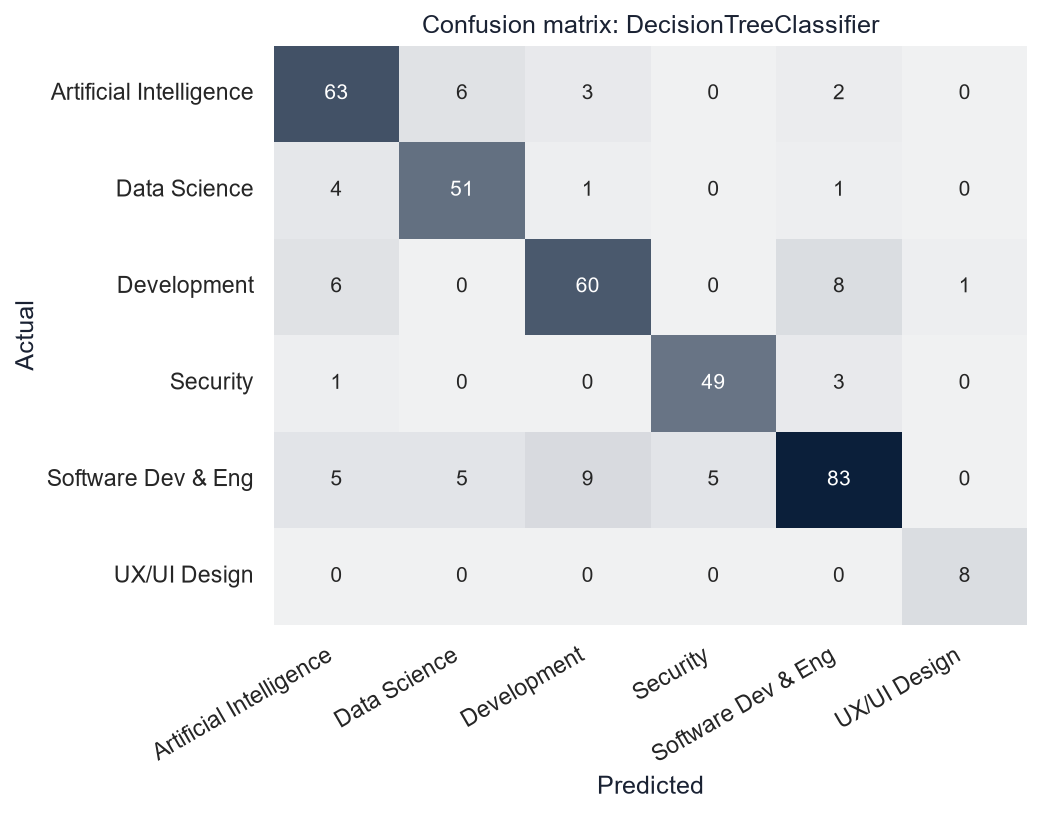 Confusion matrix: DecisionTreeClassifier
Artificial Intelligence 63 6 3 0 2 0
Data Science 4 51 1 0 1 0
Development 6 0 60 0 8 1
Security 1 0 0 49 3 0
Software Dev & Eng 5 5 9 5 83 0
UX/UI Design 0 0 0 0 0 8
Actual
Artificial Intelligence Data Science Development Security Software Dev & Eng UX/UI Design
Predicted